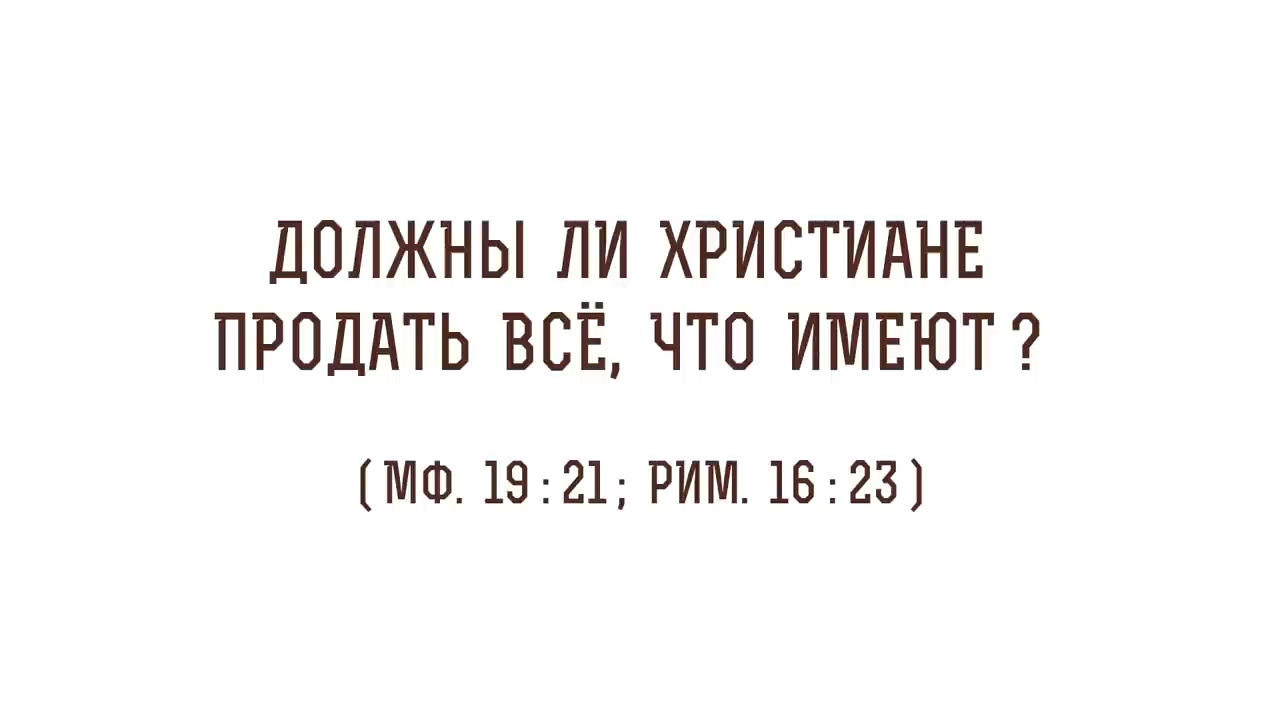 ДОЛЖНЫ ЛИ ХРИСТИАНЕ
ПРОДАТЬ ВСЁ, ЧТО ИМЕЮТ?
(МФ. 19:21; РИМ. 16:23)